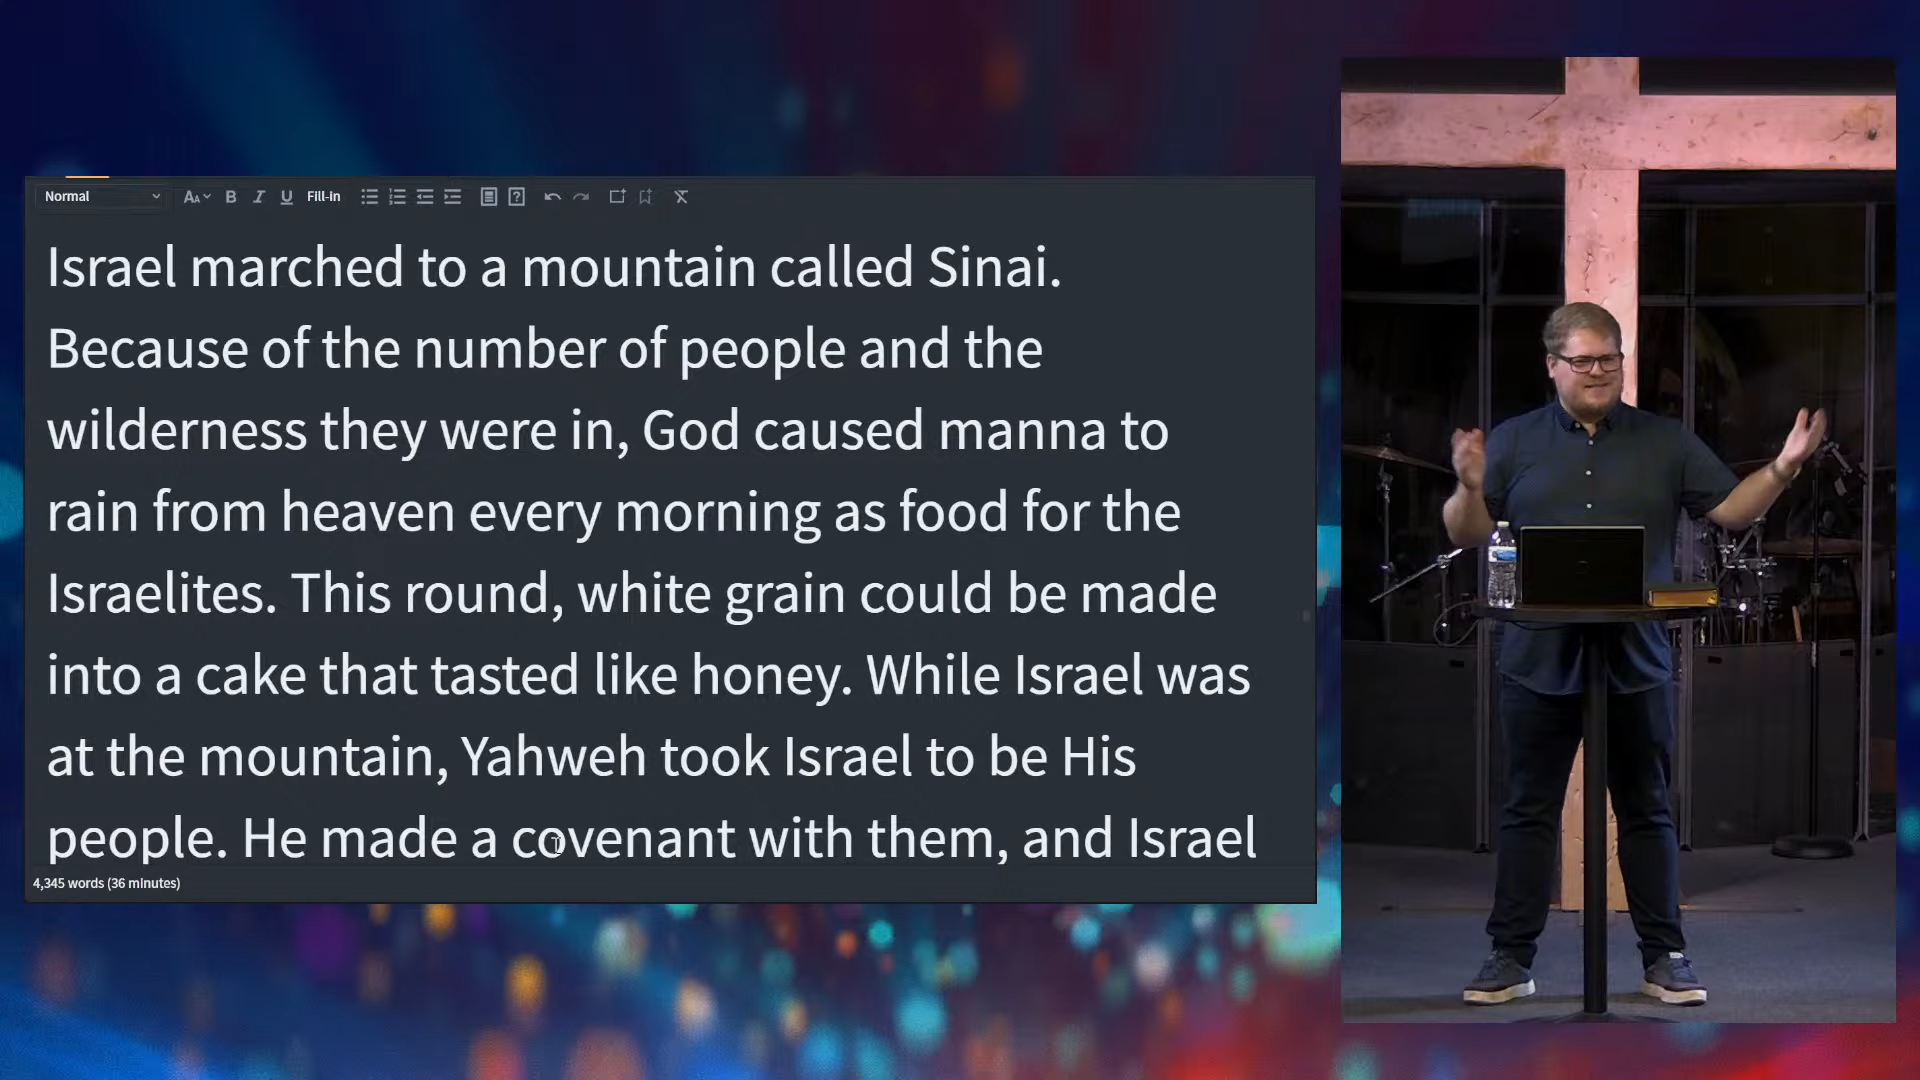 Normal
Fill-in
Israel marched to a mountain called Sinai.
Because of the number of people and the
wilderness they were in, God caused manna to
rain from heaven every morning as food for the
Israelites. This round, white grain could be made
into a cake that tasted like honey. While Israel was
at the mountain, Yahweh took Israel to be His
people. He made a covenant with them, and Israel
4,345 words (36 minutes)